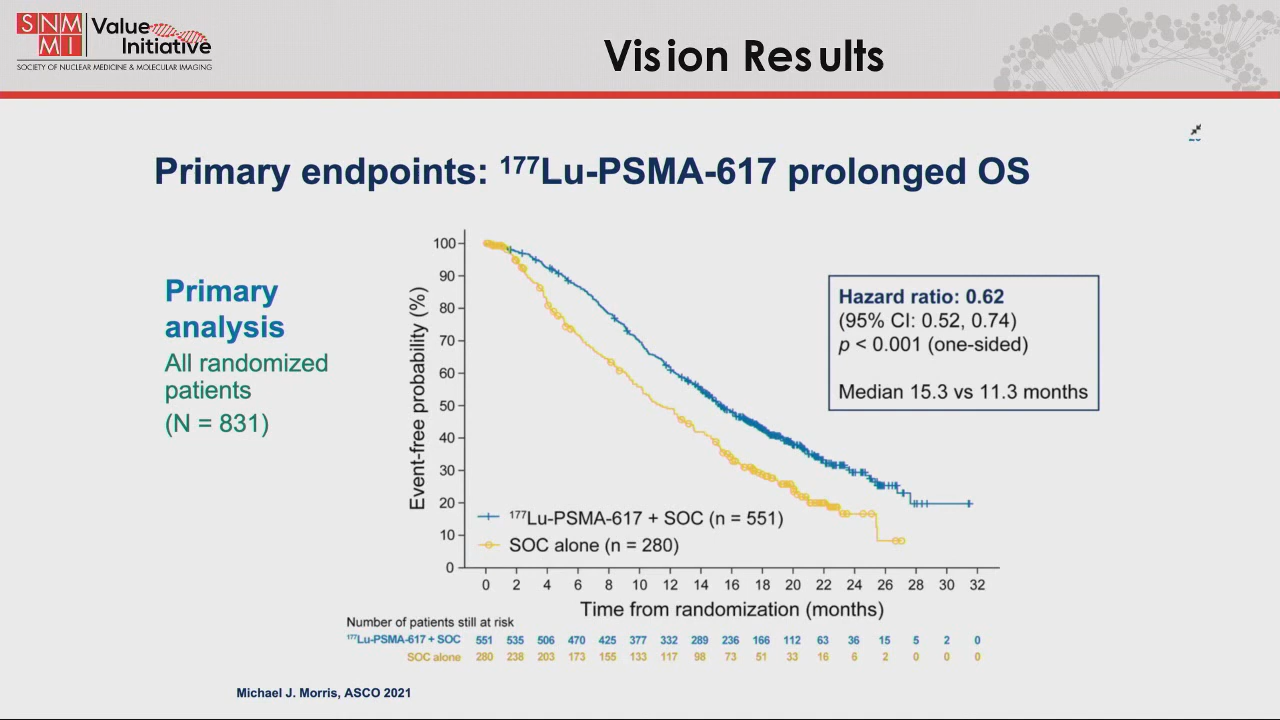 SNM
MI
Value
Initiative
SOCIETY OF NUCLEAR MEDICINE & MOLECULAR IMAGING
Vision Results
Primary endpoints: ¹⁷⁷Lu-PSMA-617 prolonged OS
Primary
analysis
All randomized
patients
(N = 831)
Event-free probability (%)
100
90
80
70
60
50
40
30
20
10
0
Hazard ratio: 0.62
(95% CI: 0.52, 0.74)
p < 0.001 (one-sided)
Median 15.3 vs 11.3 months
¹⁷⁷Lu-PSMA-617 + SOC (n = 551)
SOC alone (n = 280)
0 2 4 6 8 10 12 14 16 18 20 22 24 26 28 30 32
Time from randomization (months)
Number of patients still at risk
¹⁷⁷Lu-PSMA-617 + SOC 551 535 506 470 425 377 332 289 236 166 112 63 36 15 5 2 0
SOC alone 280 238 203 173 155 133 117 98 73 51 33 16 6 2 0 0 0
Michael J. Morris, ASCO 2021